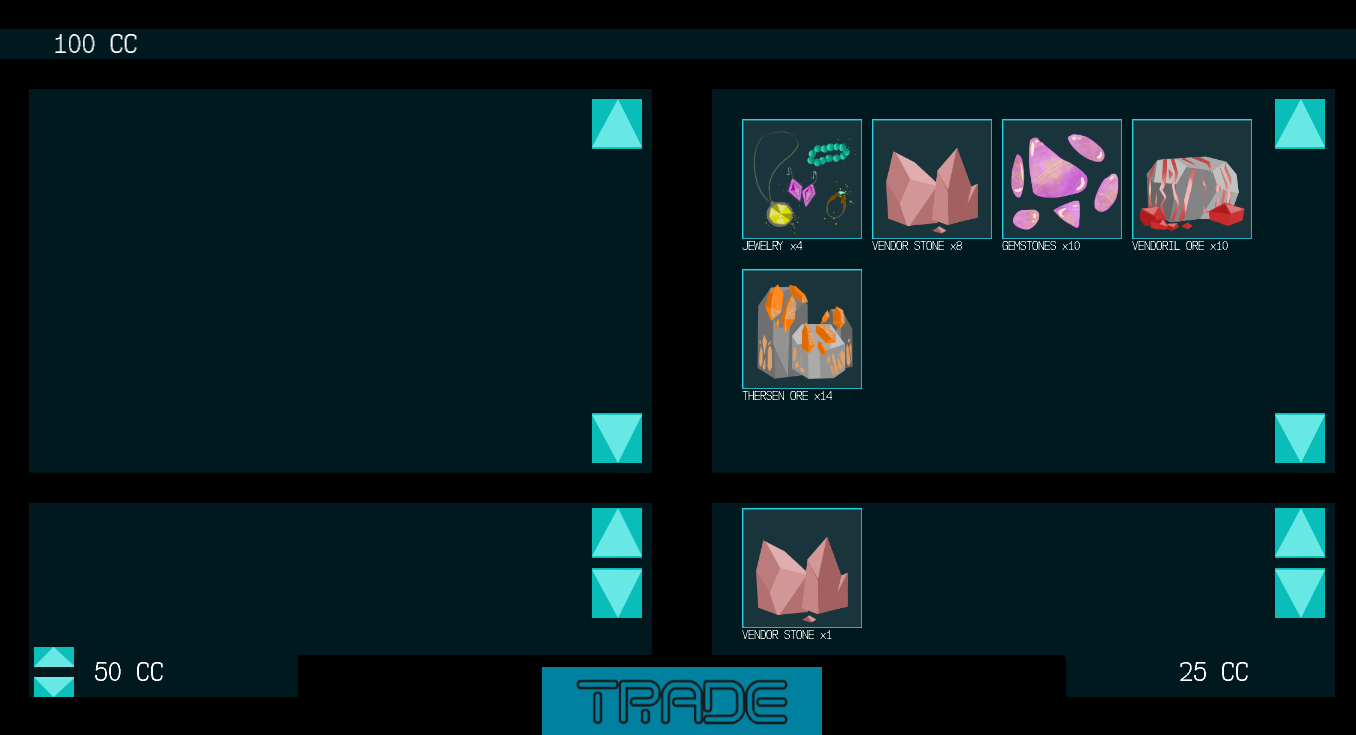 100 CC
JEWELRY x4
VENDOR STONE x8
GEMSTONES x10
VENDORIL ORE x10
THERSEN ORE x14
VENDOR STONE x1
50 CC
25 CC
TRADE